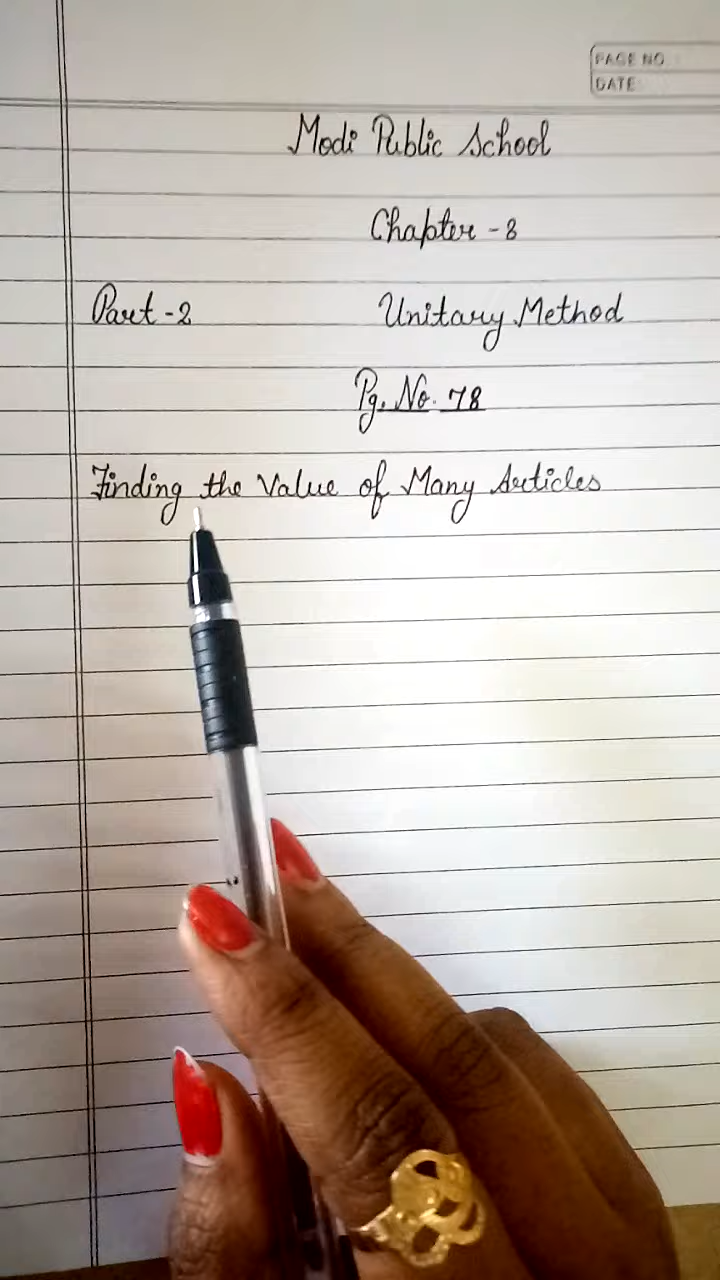 PAGE NO.
DATE:
Modi Public School
Chapter - 8
Part - 2 Unitary Method
Pg. No. 78
Finding the Value of Many Articles